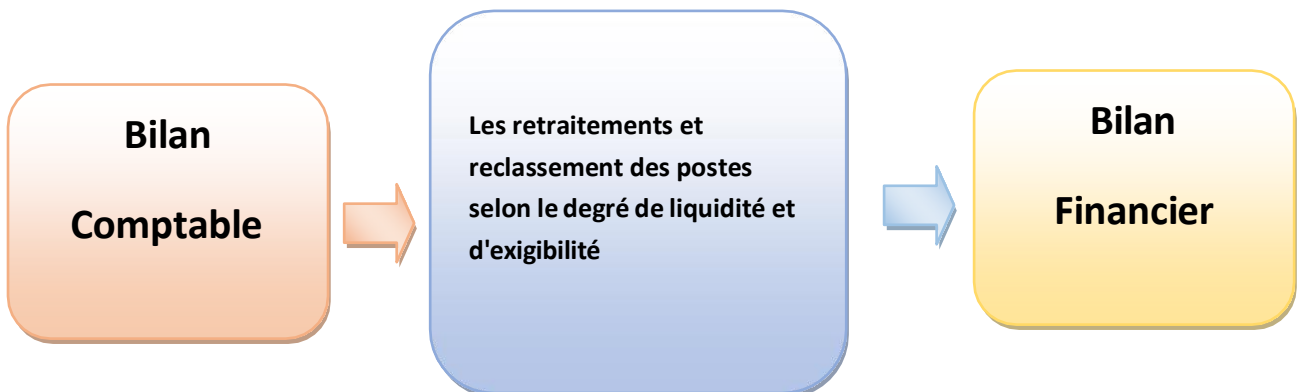 Bilan
Comptable
Les retraitements et
reclassement des postes
selon le degré de liquidité et
d'exigibilité
Bilan
Financier